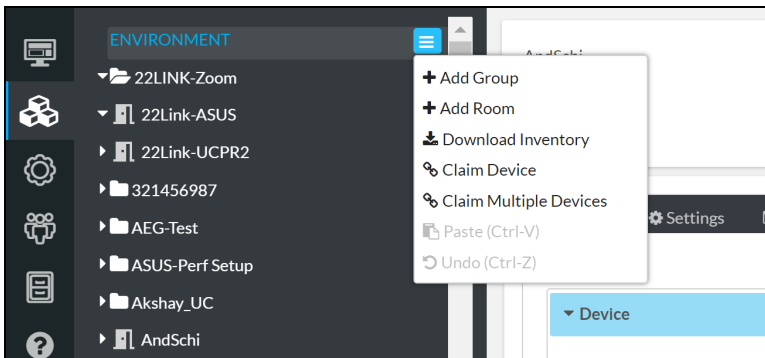 ENVIRONMENT
22LINK-Zoom
22Link-ASUS
22Link-UCPR2
321456987
AEG-Test
ASUS-Perf Setup
Akshay_UC
AndSchi
Add Group
Add Room
Download Inventory
Claim Device
Claim Multiple Devices
Paste (Ctrl-V)
Undo (Ctrl-Z)
AndSchi
Settings
Device